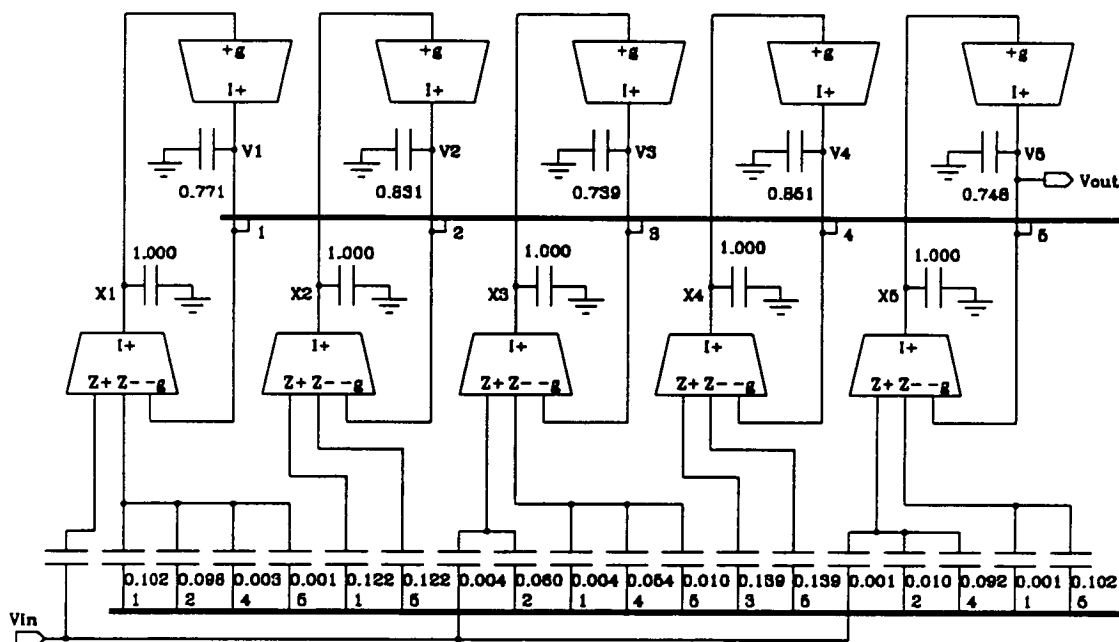 +g +g +g +g +g
I+ I+ I+ I+ I+
V1 V2 V3 V4 V5
0.771 0.831 0.739 0.851 0.748 Vout
1 2 3 4 5
1.000 1.000 1.000 1.000 1.000
X1 X2 X3 X4 X5
I+ I+ I+ I+ I+
Z+ Z- -g Z+ Z- -g Z+ Z- -g Z+ Z- -g Z+ Z- -g
0.102 0.098 0.003 0.001 0.122 0.122 0.004 0.060 0.004 0.054 0.010 0.139 0.139 0.001 0.010 0.092 0.001 0.102
1 2 4 5 1 5 2 1 4 5 3 5 2 4 1 5
Vin